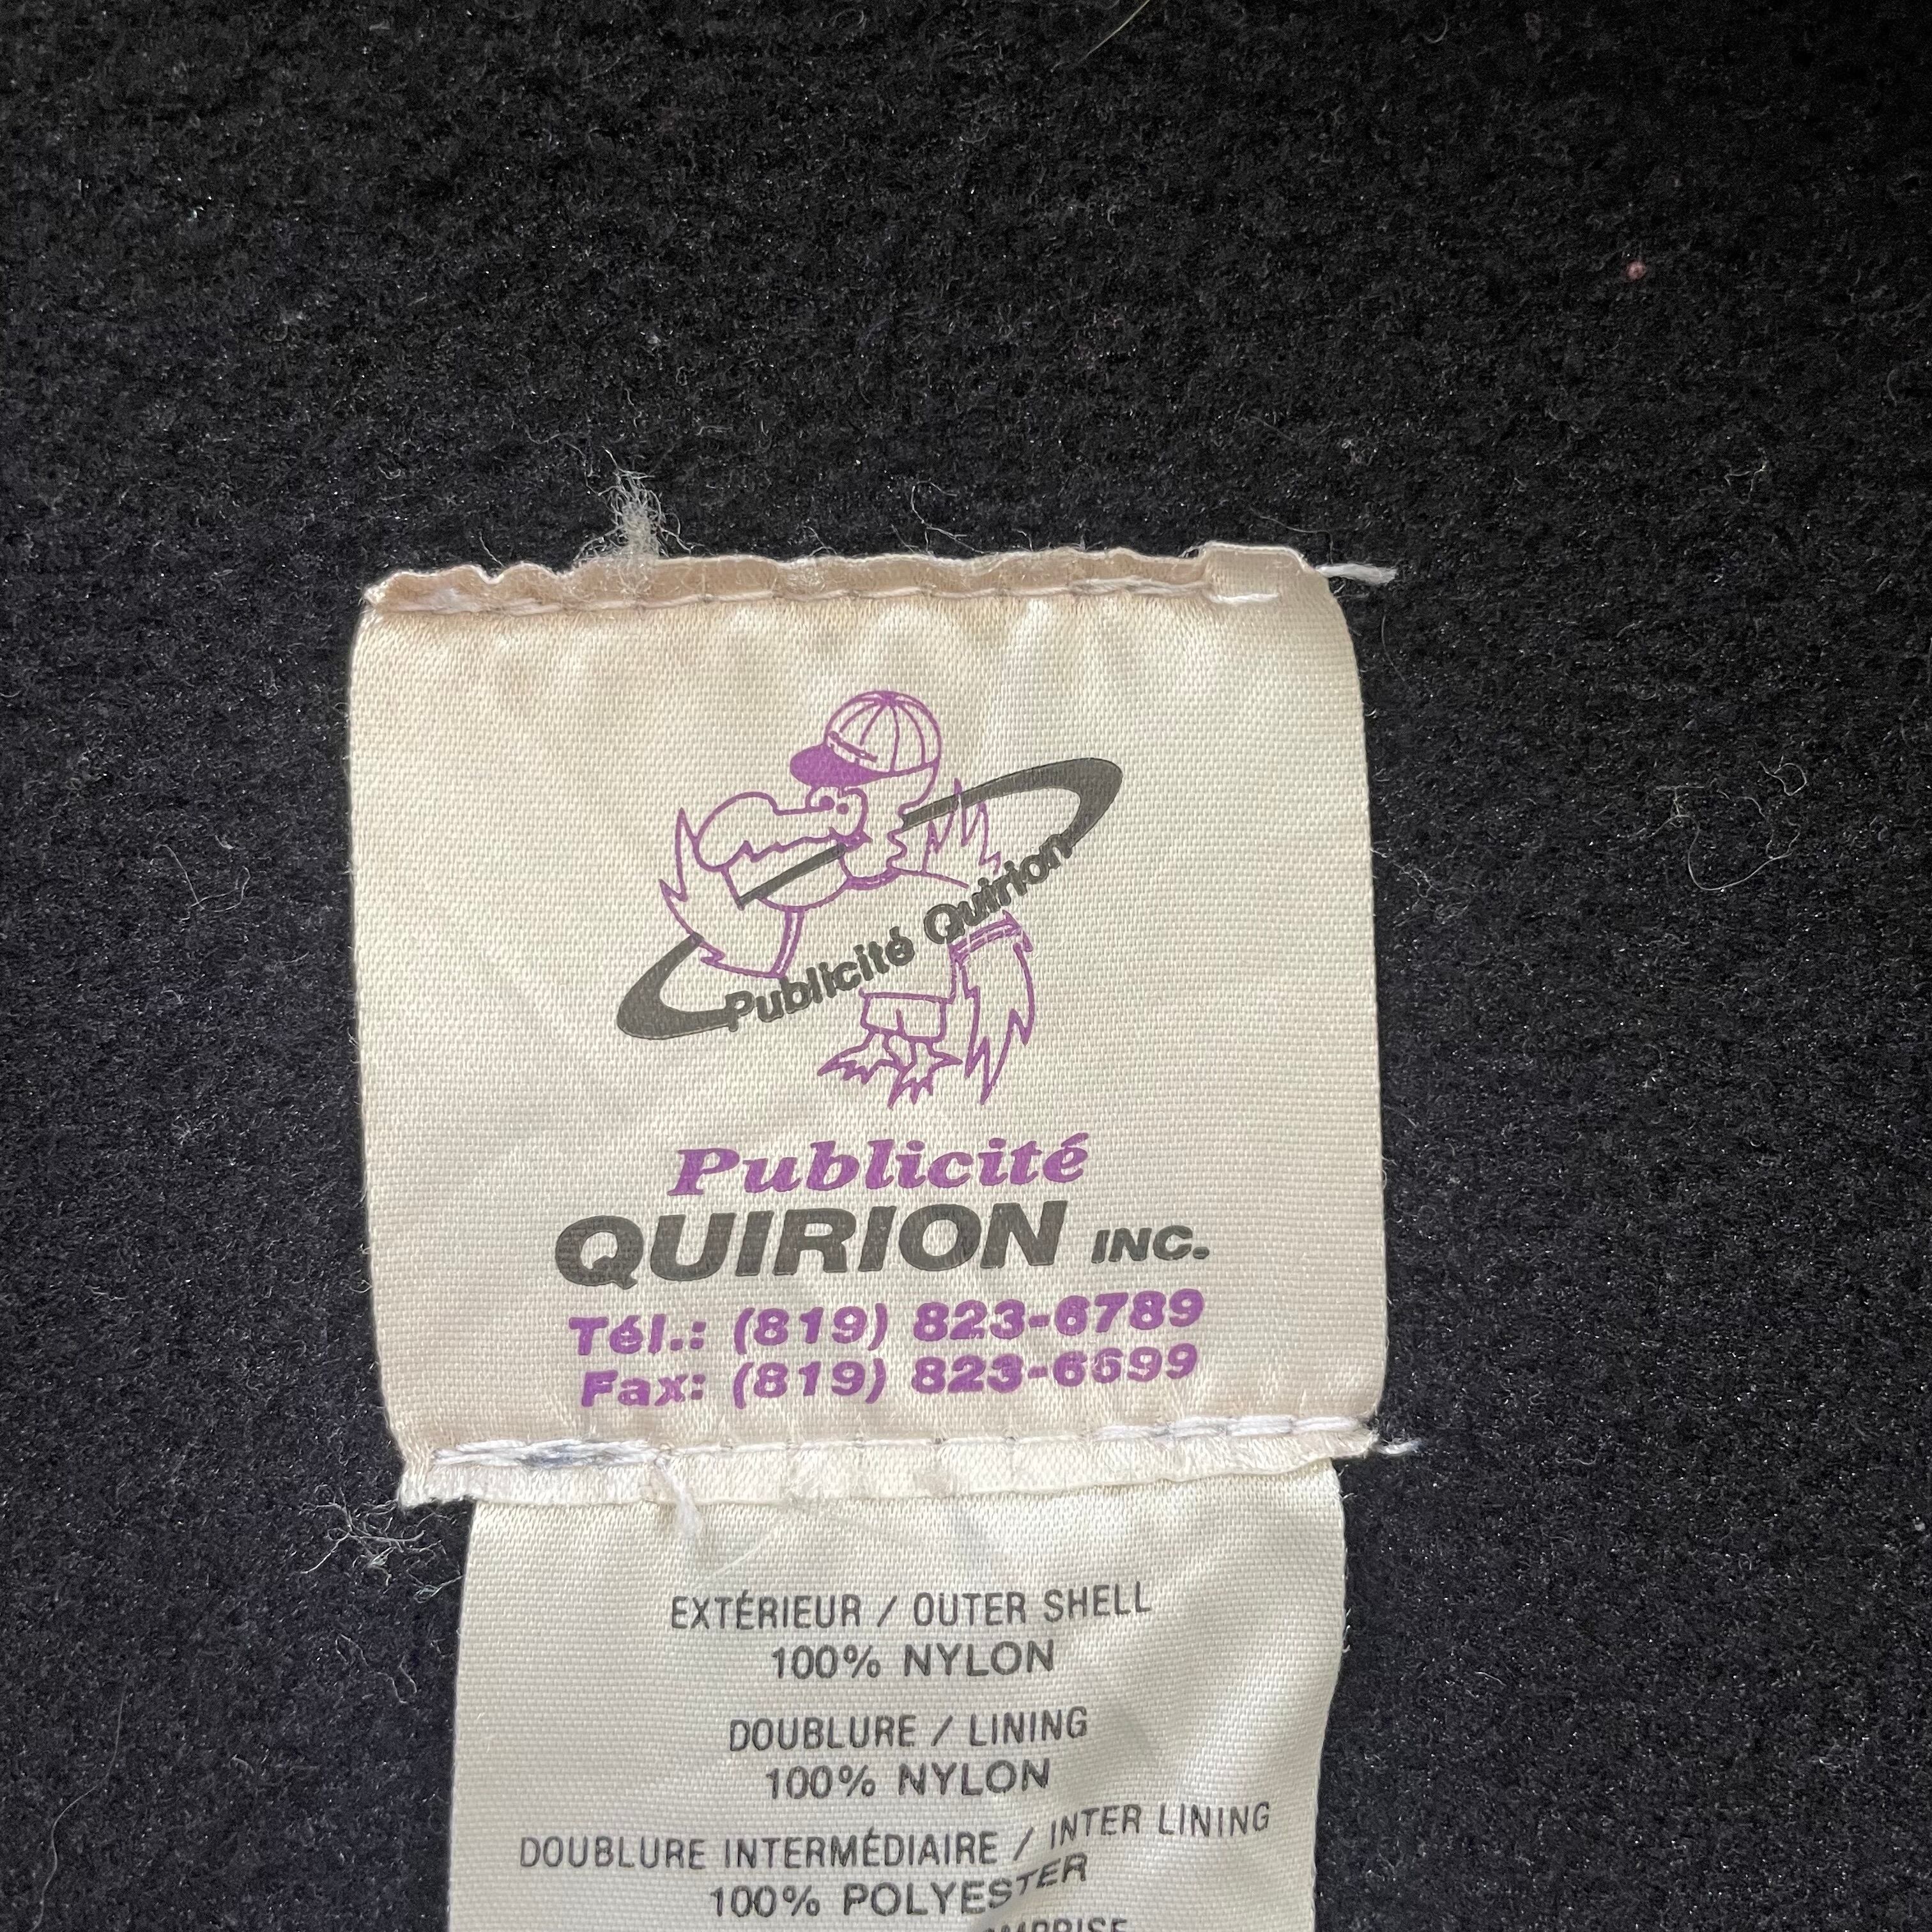 Publicité Quirion
Publicité
QUIRION INC.
Tél.: (819) 823-6789
Fax: (819) 823-6699
EXTÉRIEUR / OUTER SHELL
100% NYLON
DOUBLURE / LINING
100% NYLON
DOUBLURE INTERMÉDIAIRE / INTER LINING
100% POLYESTER